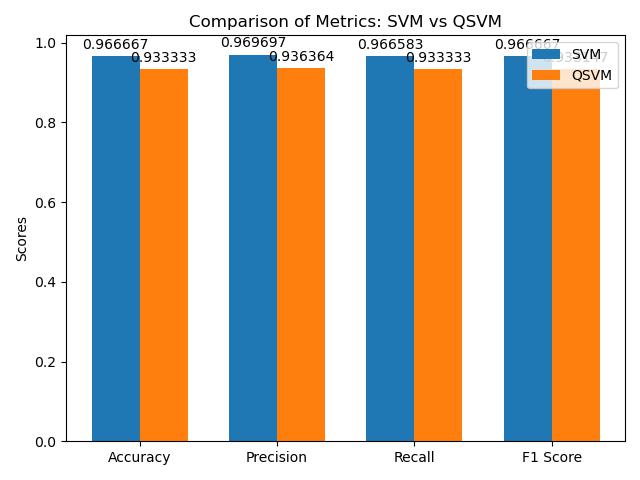 Comparison of Metrics: SVM vs QSVM
Scores
1.0
0.8
0.6
0.4
0.2
0.0
0.966667
0.933333
0.969697
0.936364
0.966583
0.933333
0.966667
SVM
QSVM
Accuracy
Precision
Recall
F1 Score